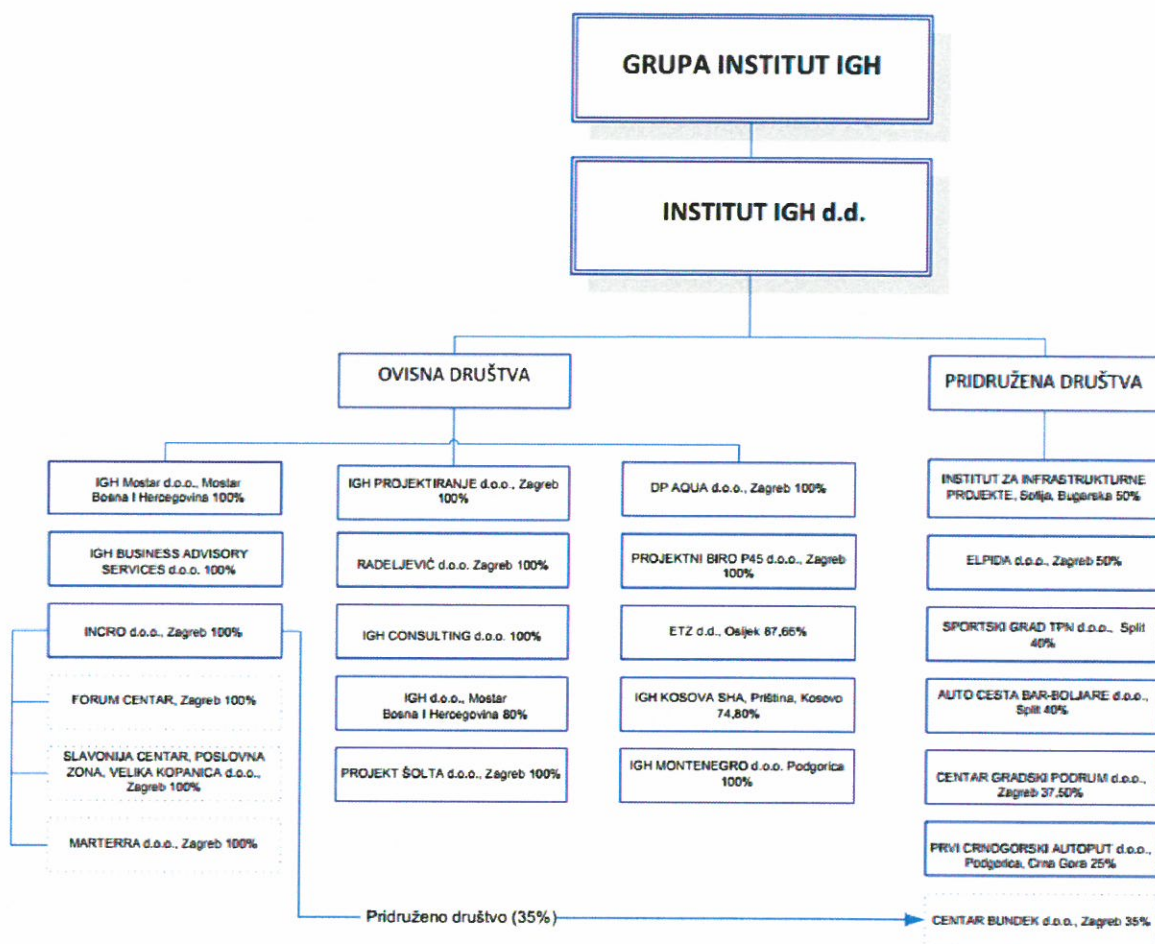 GRUPA INSTITUT IGH
INSTITUT IGH d.d.
OVISNA DRUŠTVA
PRIDRUŽENA DRUŠTVA
IGH Mostar d.o.o., Mostar
Bosna I Hercegovina 100%
IGH BUSINESS ADVISORY
SERVICES d.o.o. 100%
INCRO d.o.o., Zagreb 100%
FORUM CENTAR, Zagreb 100%
SLAVONIJA CENTAR, POSLOVNA
ZONA, VELIKA KOPANICA d.o.o.,
Zagreb 100%
MARTERRA d.o.o., Zagreb 100%
IGH PROJEKTIRANJE d.o.o., Zagreb
100%
RADELJEVIĆ d.o.o. Zagreb 100%
IGH CONSULTING d.o.o. 100%
IGH d.o.o., Mostar
Bosna I Hercegovina 80%
PROJEKT ŠOLTA d.o.o., Zagreb 100%
DP AQUA d.o.o., Zagreb 100%
PROJEKTNI BIRO P45 d.o.o., Zagreb
100%
ETZ d.d., Osijek 87,66%
IGH KOSOVA SHA, Priština, Kosovo
74,80%
IGH MONTENEGRO d.o.o. Podgorica
100%
INSTITUT ZA INFRASTRUKTURNE
PROJEKTE, Sofija, Bugarska 50%
ELPIDA d.o.o., Zagreb 50%
SPORTSKI GRAD TPN d.o.o., Split
40%
AUTO CESTA BAR-BOLJARE d.o.o.,
Split 40%
CENTAR GRADSKI PODRUM d.o.o.,
Zagreb 37,50%
PRVI CRNOGORSKI AUTOPUT d.o.o.,
Podgorica, Crna Gora 25%
Pridruženo društvo (35%)
CENTAR BUNDEK d.o.o., Zagreb 35%